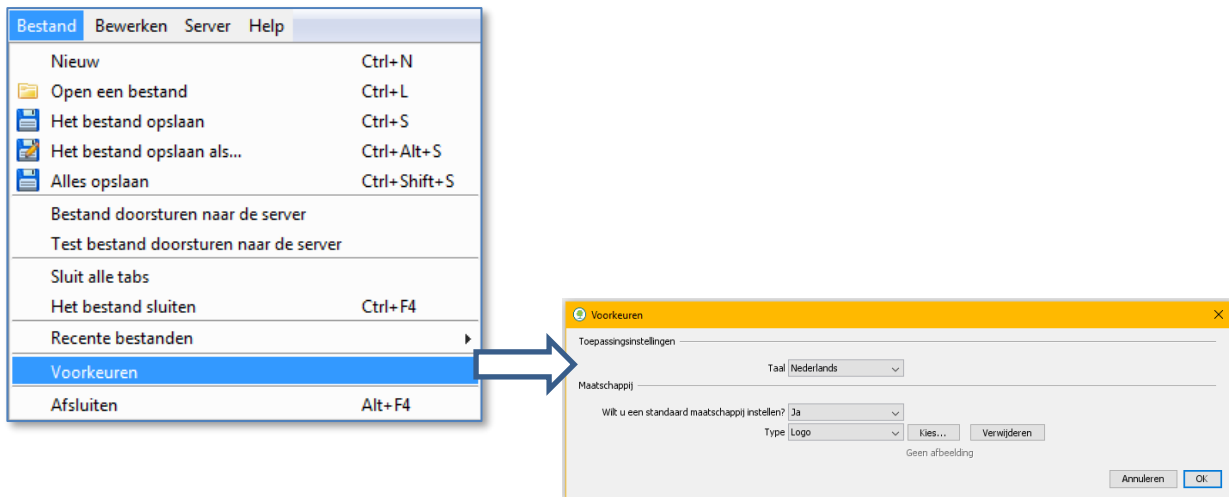 Bestand Bewerken Server Help
Nieuw Ctrl+N
Open een bestand Ctrl+L
Het bestand opslaan Ctrl+S
Het bestand opslaan als... Ctrl+Alt+S
Alles opslaan Ctrl+Shift+S
Bestand doorsturen naar de server
Test bestand doorsturen naar de server
Sluit alle tabs
Het bestand sluiten Ctrl+F4
Recente bestanden
Voorkeuren
Afsluiten Alt+F4
Voorkeuren
Toepassingsinstellingen
Taal Nederlands
Maatschappij
Wilt u een standaard maatschappij instellen? Ja
Type Logo Kies... Verwijderen
Geen afbeelding
Annuleren OK